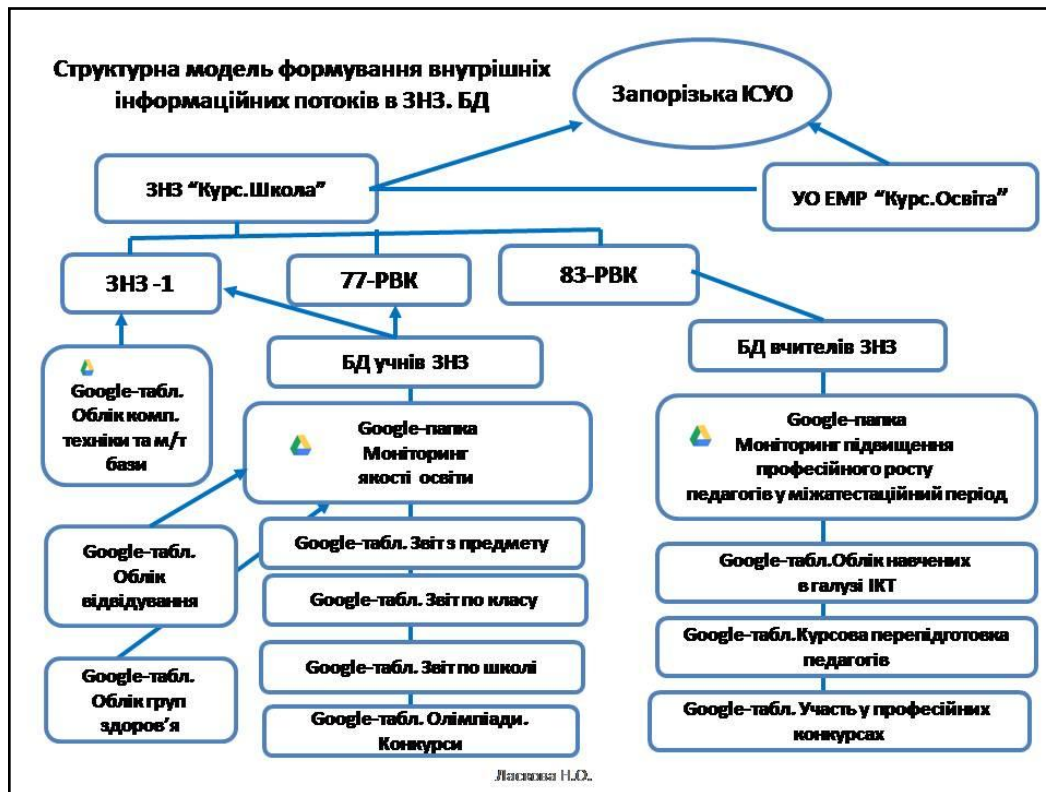 Структурна модель формування внутрішніх
інформаційних потоків в ЗНЗ. БД
Запорізька ІСУО
ЗНЗ “Курс.Школа”
УО ЕМР “Курс.Освіта”
ЗНЗ -1
77-РВК
83-РВК
БД учнів ЗНЗ
БД вчителів ЗНЗ
Google-табл.
Облік комп.
техніки та м/т
бази
Google-папка
Моніторинг
якості освіти
Google-папка
Моніторинг підвищення
професійного росту
педагогів у міжатестаційний період
Google-табл.
Облік
відвідування
Google-табл. Звіт з предмету
Google-табл.Облік навчених
в галузі ІКТ
Google-табл. Звіт по класу
Google-табл.Курсова перепідготовка
педагогів
Google-табл. Звіт по школі
Google-табл.
Облік груп
здоров’я
Google-табл. Олімпіади.
Конкурси
Google-табл. Участь у професійних
конкурсах
Ласкова Н.О.